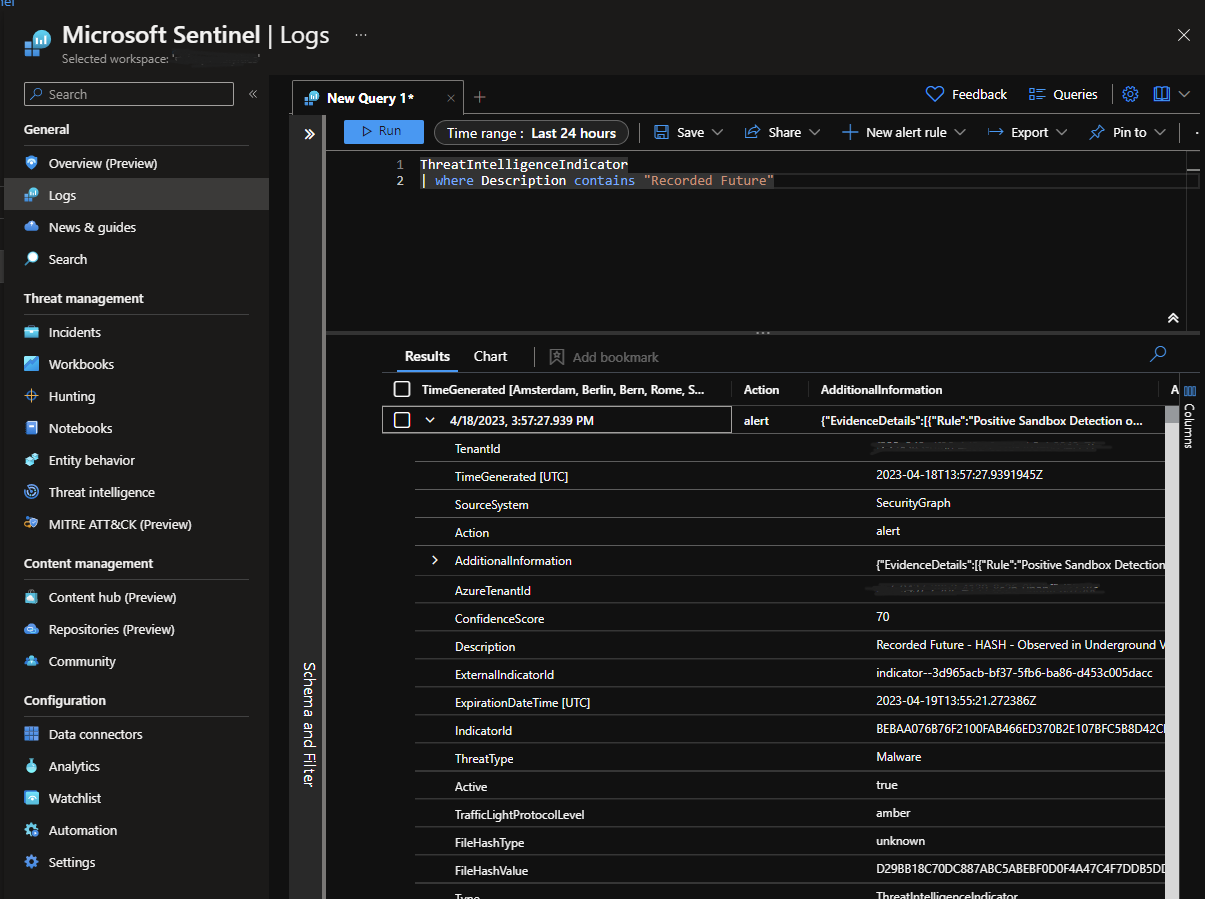 nel
Microsoft Sentinel | Logs ...
Selected workspace: '
Search «
General
Overview (Preview)
Logs
News & guides
Search
Threat management
Incidents
Workbooks
Hunting
Notebooks
Entity behavior
Threat intelligence
MITRE ATT&CK (Preview)
Content management
Content hub (Preview)
Repositories (Preview)
Community
Configuration
Data connectors
Analytics
Watchlist
Automation
Settings
New Query 1*
Feedback Queries
Run Time range : Last 24 hours Save Share New alert rule Export Pin to
1 ThreatIntelligenceIndicator
2 | where Description contains "Recorded Future"
Schema and Filter
Results Chart Add bookmark
TimeGenerated [Amsterdam, Berlin, Bern, Rome, S... Action AdditionalInformation A
Columns
4/18/2023, 3:57:27.939 PM alert {"EvidenceDetails":[{"Rule":"Positive Sandbox Detection o...
TenantId
TimeGenerated [UTC] 2023-04-18T13:57:27.9391945Z
SourceSystem SecurityGraph
Action alert
AdditionalInformation {"EvidenceDetails":[{"Rule":"Positive Sandbox Detection
AzureTenantId
ConfidenceScore 70
Description Recorded Future - HASH - Observed in Underground V
ExternalIndicatorId indicator--3d965acb-bf37-5fb6-ba86-d453c005dacc
ExpirationDateTime [UTC] 2023-04-19T13:55:21.272386Z
IndicatorId BEBAA076B76F2100FAB466ED370B2E107BFC5B8D42C
ThreatType Malware
Active true
TrafficLightProtocolLevel amber
FileHashType unknown
FileHashValue D29BB18C70DC887ABC5ABEBF0D0F4A47C4F7DDB5D
Type ThreatIntelligenceIndicator